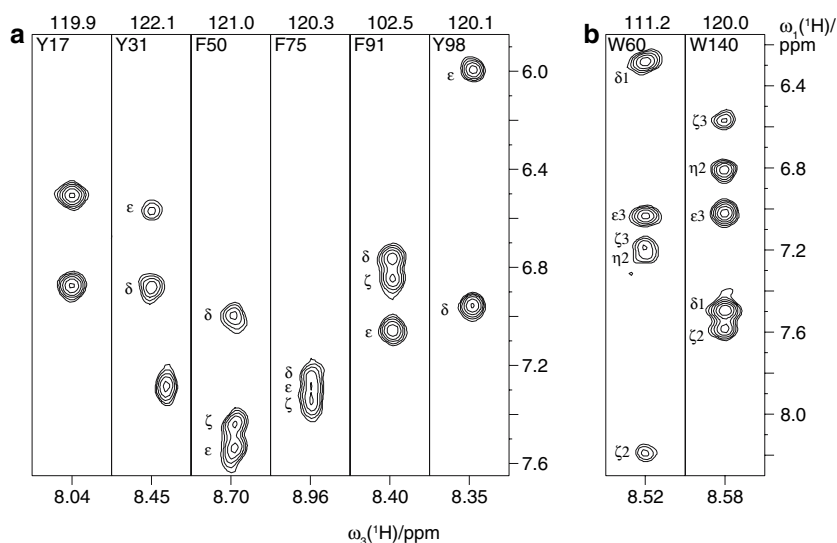 a
119.9 122.1 121.0 120.3 102.5 120.1
Y17 Y31 F50 F75 F91 Y98
ε
6.0
6.4
ε
6.8
δ
ζ
δ
δ
ε
δ
7.2
δ
ε
ζ
ζ
ε
7.6
8.04 8.45 8.70 8.96 8.40 8.35
ω₃(¹H)/ppm
b
111.2 120.0 ω₁(¹H)/
W60 W140 ppm
δ1
6.4
ζ3
η2
6.8
ε3 ε3
ζ3
η2
7.2
δ1
ζ2
7.6
8.0
ζ2
8.52 8.58